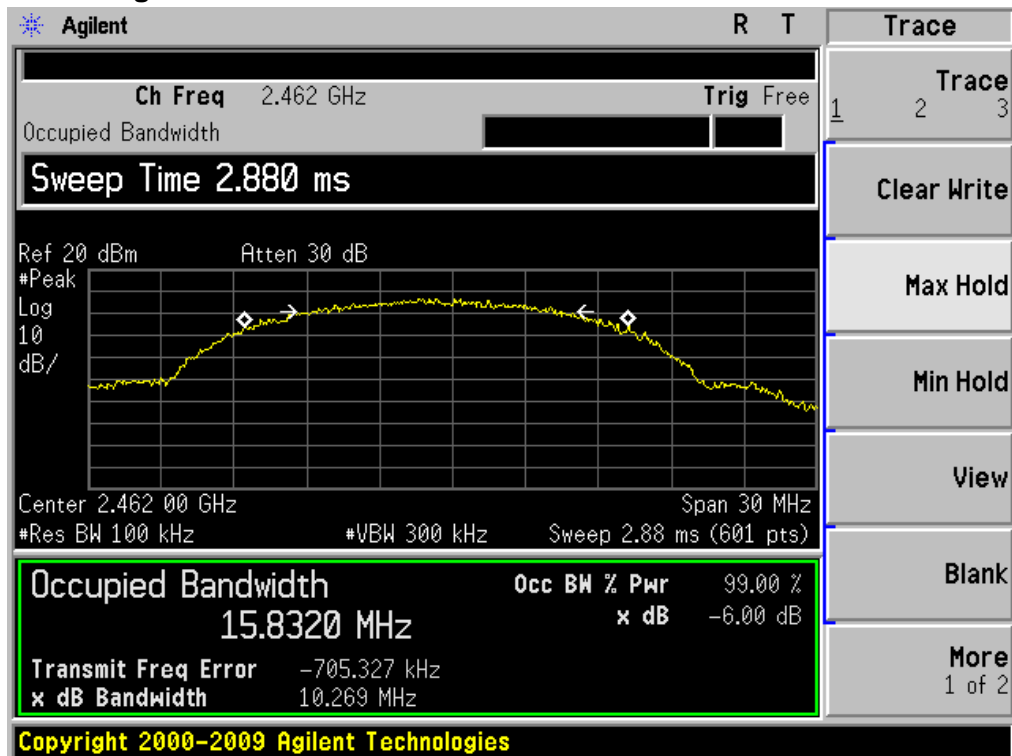 Agilent R T
Trace
Ch Freq 2.462 GHz Trig Free
Occupied Bandwidth
Sweep Time 2.880 ms
Ref 20 dBm Atten 30 dB
#Peak
Log
10
dB/
Center 2.462 00 GHz Span 30 MHz
#Res BW 100 kHz #VBW 300 kHz Sweep 2.88 ms (601 pts)
Occupied Bandwidth
15.8320 MHz
Occ BW % Pwr 99.00 %
x dB -6.00 dB
Transmit Freq Error -705.327 kHz
x dB Bandwidth 10.269 MHz
Copyright 2000-2009 Agilent Technologies
Trace
1 2 3
Clear Write
Max Hold
Min Hold
View
Blank
More
1 of 2